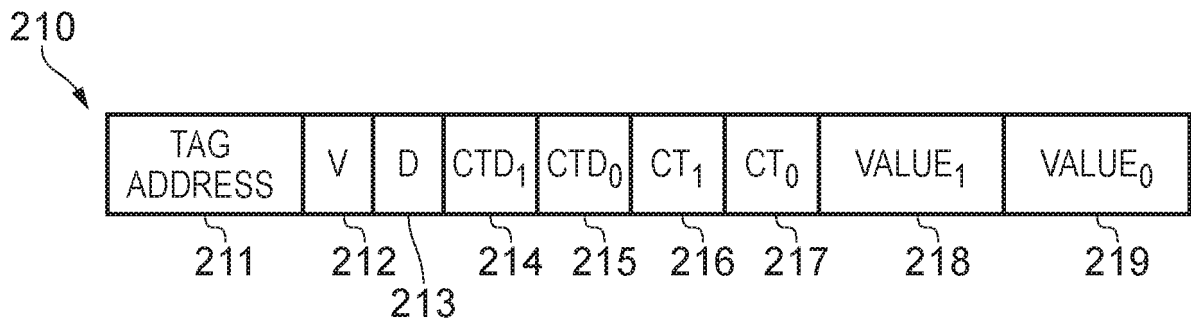 210
TAG ADDRESS V D CTD₁ CTD₀ CT₁ CT₀ VALUE₁ VALUE₀
211 212 213 214 215 216 217 218 219